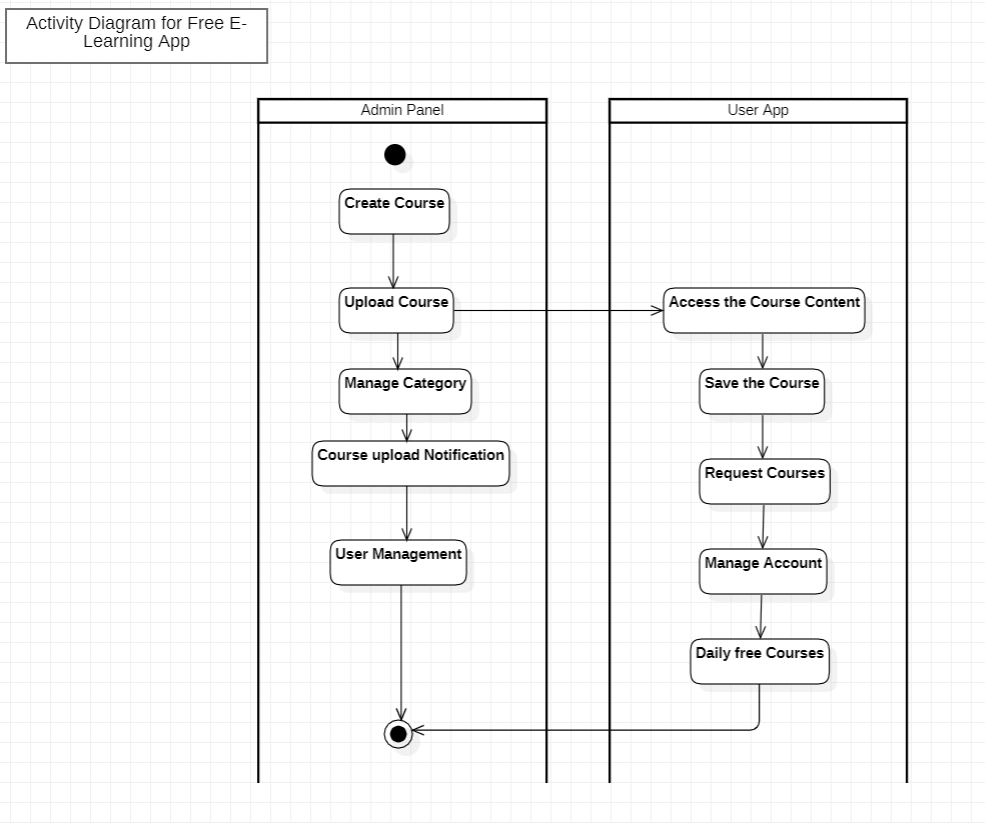 Activity Diagram for Free E-
Learning App
Admin Panel
User App
Create Course
Upload Course
Access the Course Content
Manage Category
Save the Course
Course upload Notification
Request Courses
User Management
Manage Account
Daily free Courses